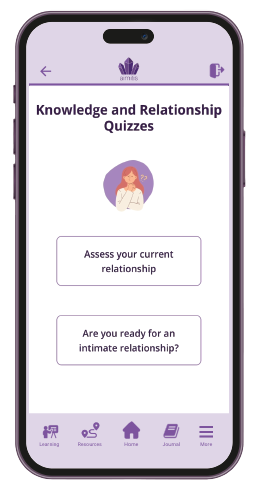 amītis
Knowledge and Relationship
Quizzes
??
Assess your current
relationship
Are you ready for an
intimate relationship?
Learning Resources Home Journal More